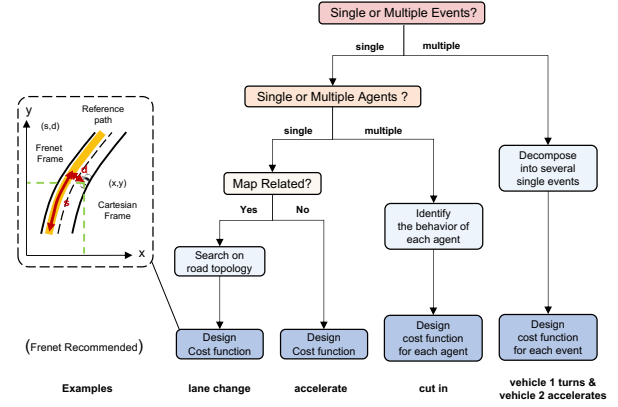 Single or Multiple Events?
single
multiple
Single or Multiple Agents ?
single
multiple
Map Related?
Yes
No
Decompose
into several
single events
Identify
the behavior of
each agent
Search on
road topology
y
Reference
path
(s,d)
Frenet
Frame
d
s
(x,y)
Cartesian
Frame
x
Design
Cost function
Design
Cost function
Design
cost function
for each agent
Design
cost function
for each event
(Frenet Recommended)
Examples
lane change
accelerate
cut in
vehicle 1 turns &
vehicle 2 accelerates